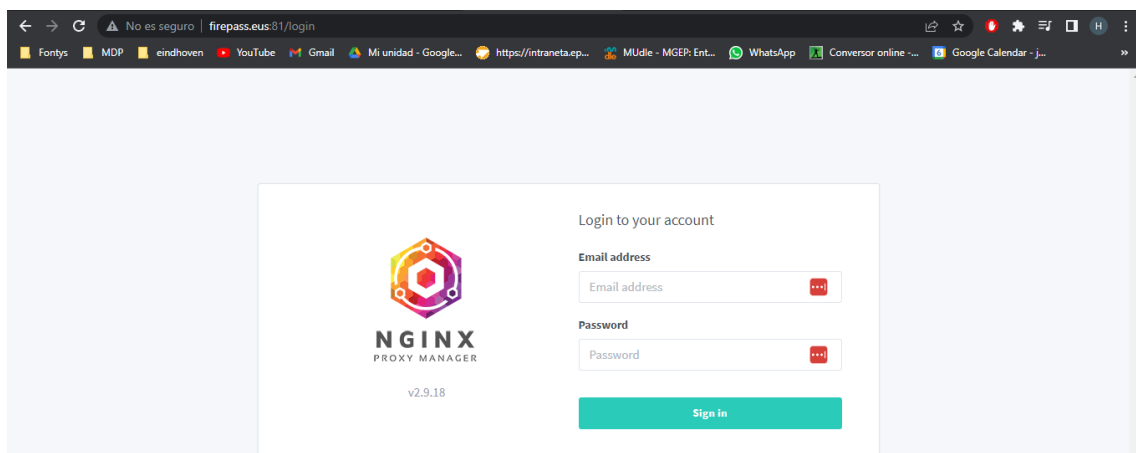 No es seguro | firepass.eus:81/login
H
Fontys MDP eindhoven YouTube Gmail Mi unidad - Google... https://intraneta.ep... MUdle - MGEP: Ent... WhatsApp Conversor online -... 6 Google Calendar - j... »
Login to your account
Email address
Email address
Password
Password
NGINX
PROXY MANAGER
v2.9.18
Sign in